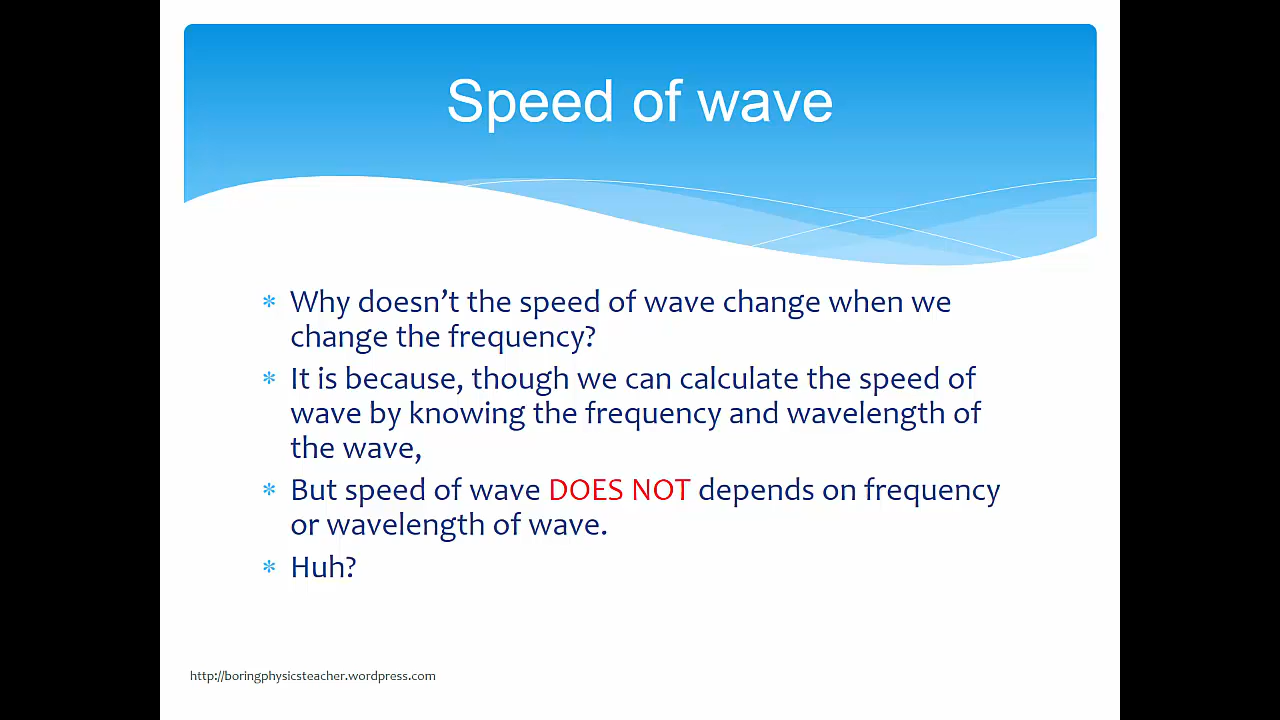 Speed of wave
* Why doesn't the speed of wave change when we
change the frequency?
* It is because, though we can calculate the speed of
wave by knowing the frequency and wavelength of
the wave,
* But speed of wave DOES NOT depends on frequency
or wavelength of wave.
* Huh?
http://boringphysicsteacher.wordpress.com